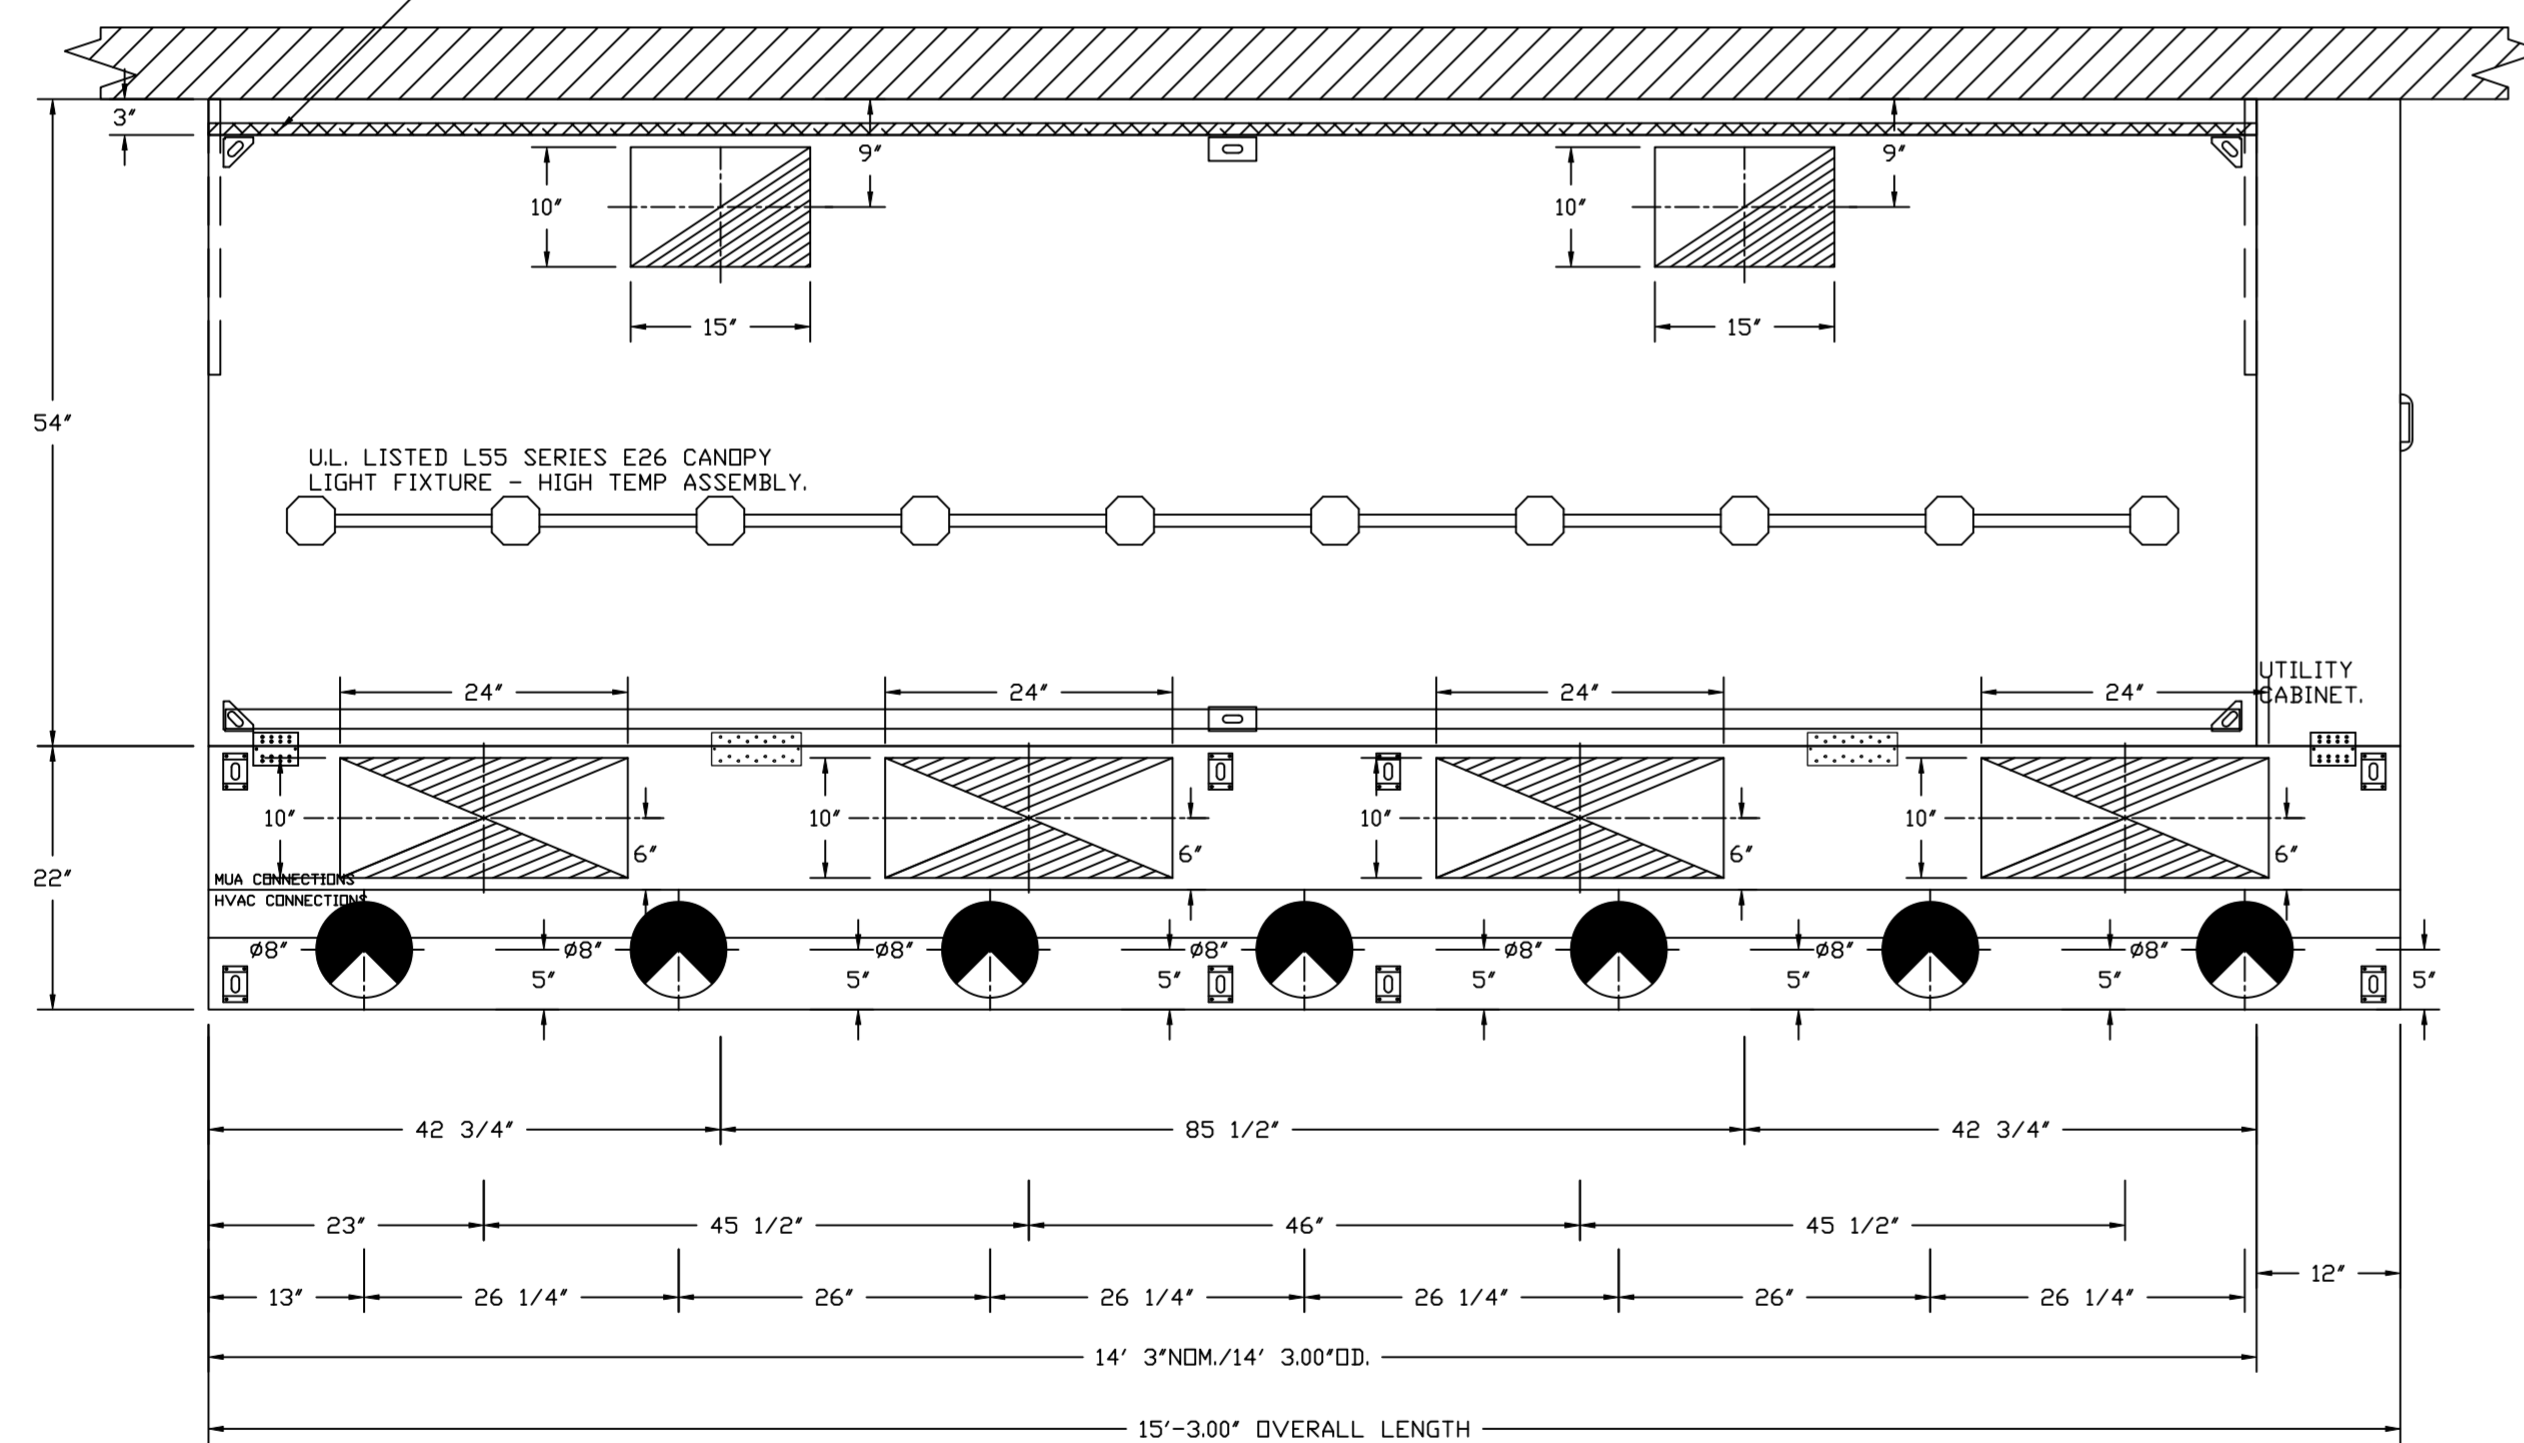 3"
9"
9"
10"
10"
15"
15"
54"
U.L. LISTED L55 SERIES E26 CANOPY
LIGHT FIXTURE - HIGH TEMP ASSEMBLY.
UTILITY
CABINET.
24"
24"
24"
24"
10"
10"
10"
10"
6"
6"
6"
6"
22"
MUA CONNECTIONS
HVAC CONNECTIONS
ø8"
ø8"
ø8"
ø8"
ø8"
ø8"
ø8"
5"
5"
5"
5"
5"
5"
5"
42 3/4"
85 1/2"
42 3/4"
23"
45 1/2"
46"
45 1/2"
12"
13"
26 1/4"
26"
26 1/4"
26 1/4"
26"
26 1/4"
14' 3"NOM./14' 3.00"OD.
15'-3.00" OVERALL LENGTH